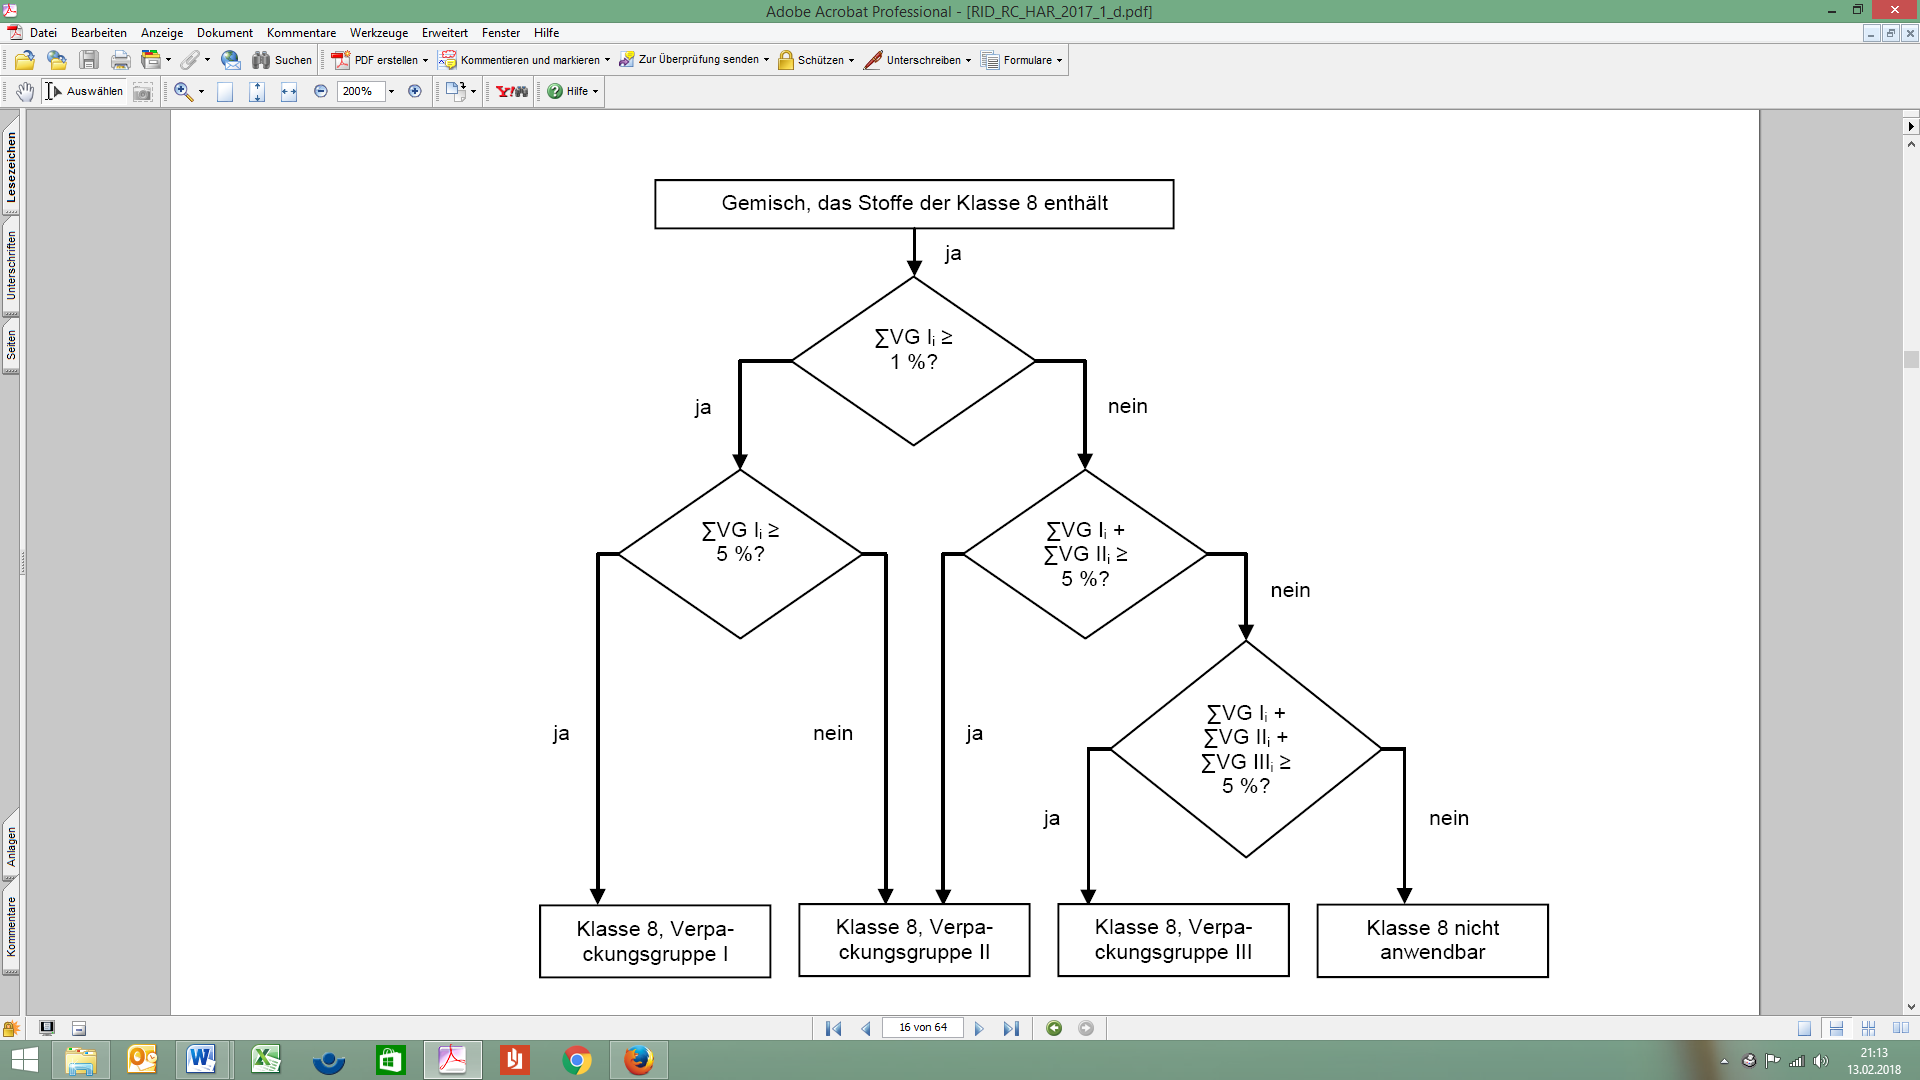 Adobe Acrobat Professional - [RID_RC_HAR_2017_1_d.pdf]
Datei Bearbeiten Anzeige Dokument Kommentare Werkzeuge Erweitert Fenster Hilfe
Suchen PDF erstellen Kommentieren und markieren Zur Überprüfung senden Schützen Unterschreiben Formulare
Auswählen 200% Y! Hilfe
Lesezeichen
Unterschriften
Seiten
Anlagen
Kommentare
Gemisch, das Stoffe der Klasse 8 enthält
ja
∑VG Iᵢ ≥
1 %?
ja
nein
∑VG Iᵢ ≥
5 %?
∑VG Iᵢ +
∑VG IIᵢ ≥
5 %?
nein
∑VG Iᵢ +
∑VG IIᵢ +
∑VG IIIᵢ ≥
5 %?
ja
nein
ja
ja
nein
Klasse 8, Verpa-
ckungsgruppe I
Klasse 8, Verpa-
ckungsgruppe II
Klasse 8, Verpa-
ckungsgruppe III
Klasse 8 nicht
anwendbar
16 von 64
21:13
13.02.2018